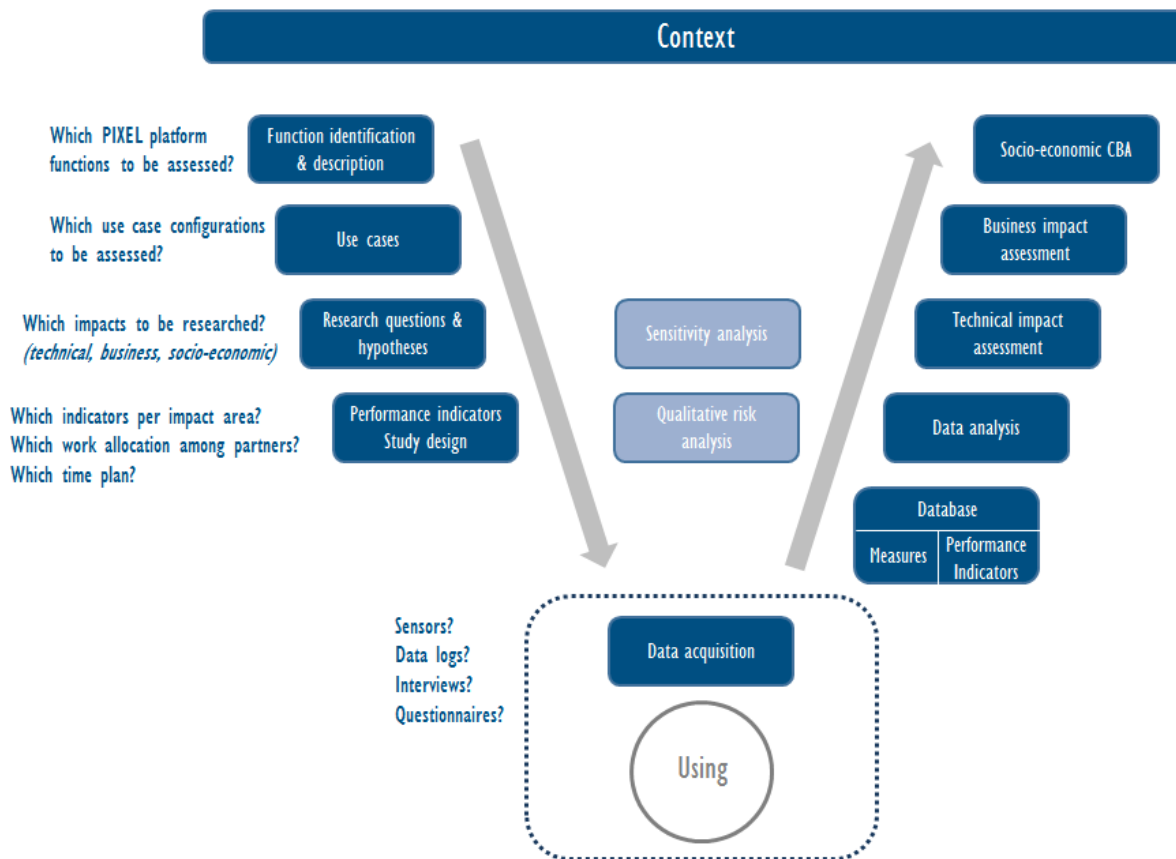 Context
Which PIXEL platform
functions to be assessed?
Function identification
& description
Socio-economic CBA
Which use case configurations
to be assessed?
Use cases
Business impact
assessment
Which impacts to be researched?
(technical, business, socio-economic)
Research questions &
hypotheses
Sensitivity analysis
Technical impact
assessment
Which indicators per impact area?
Which work allocation among partners?
Which time plan?
Performance indicators
Study design
Qualitative risk
analysis
Data analysis
Database
Measures
Performance
Indicators
Sensors?
Data logs?
Interviews?
Questionnaires?
Data acquisition
Using